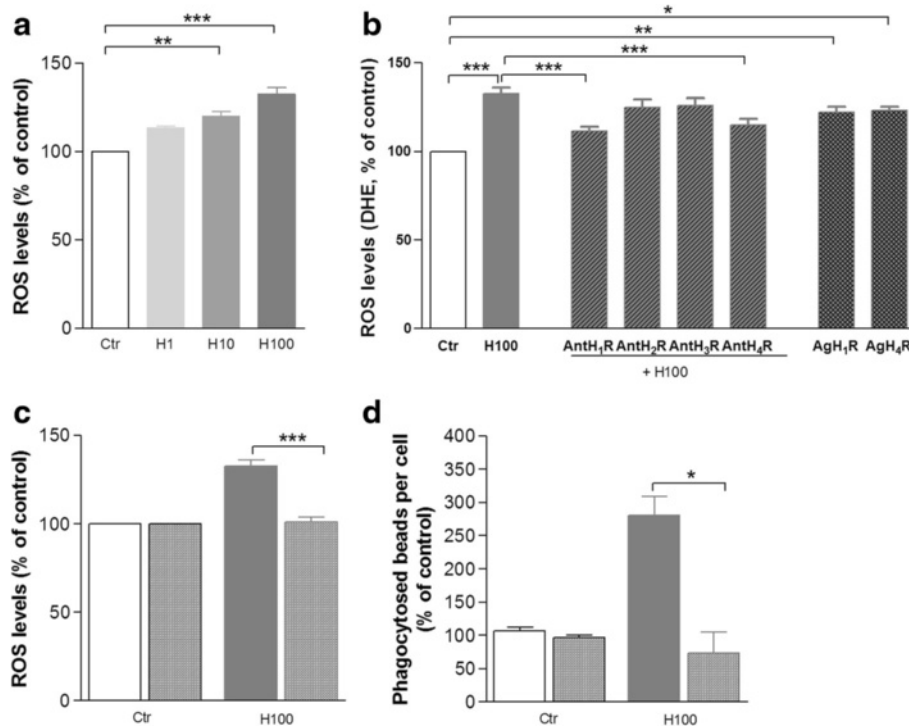 a
***
**
ROS levels (% of control)
150
100
50
0
Ctr H1 H10 H100
b
*
**
***
*** ***
ROS levels (DHE, % of control)
150
100
50
0
Ctr H100 AntH₁R AntH₂R AntH₃R AntH₄R AgH₁R AgH₄R
+ H100
c
***
ROS levels (% of control)
150
100
50
0
Ctr H100
d
*
Phagocytosed beads per cell
(% of control)
400
350
300
250
200
150
100
50
0
Ctr H100